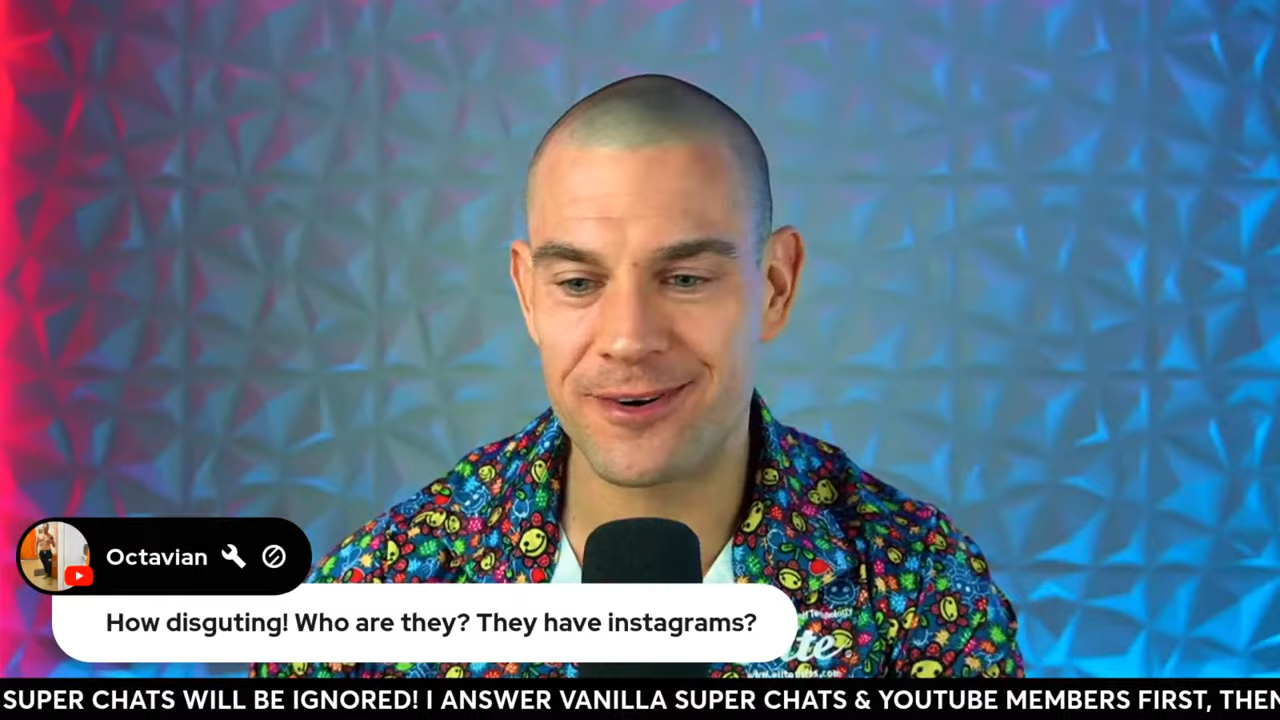 Octavian
How disguting! Who are they? They have instagrams?
SUPER CHATS WILL BE IGNORED! I ANSWER VANILLA SUPER CHATS & YOUTUBE MEMBERS FIRST, THEN